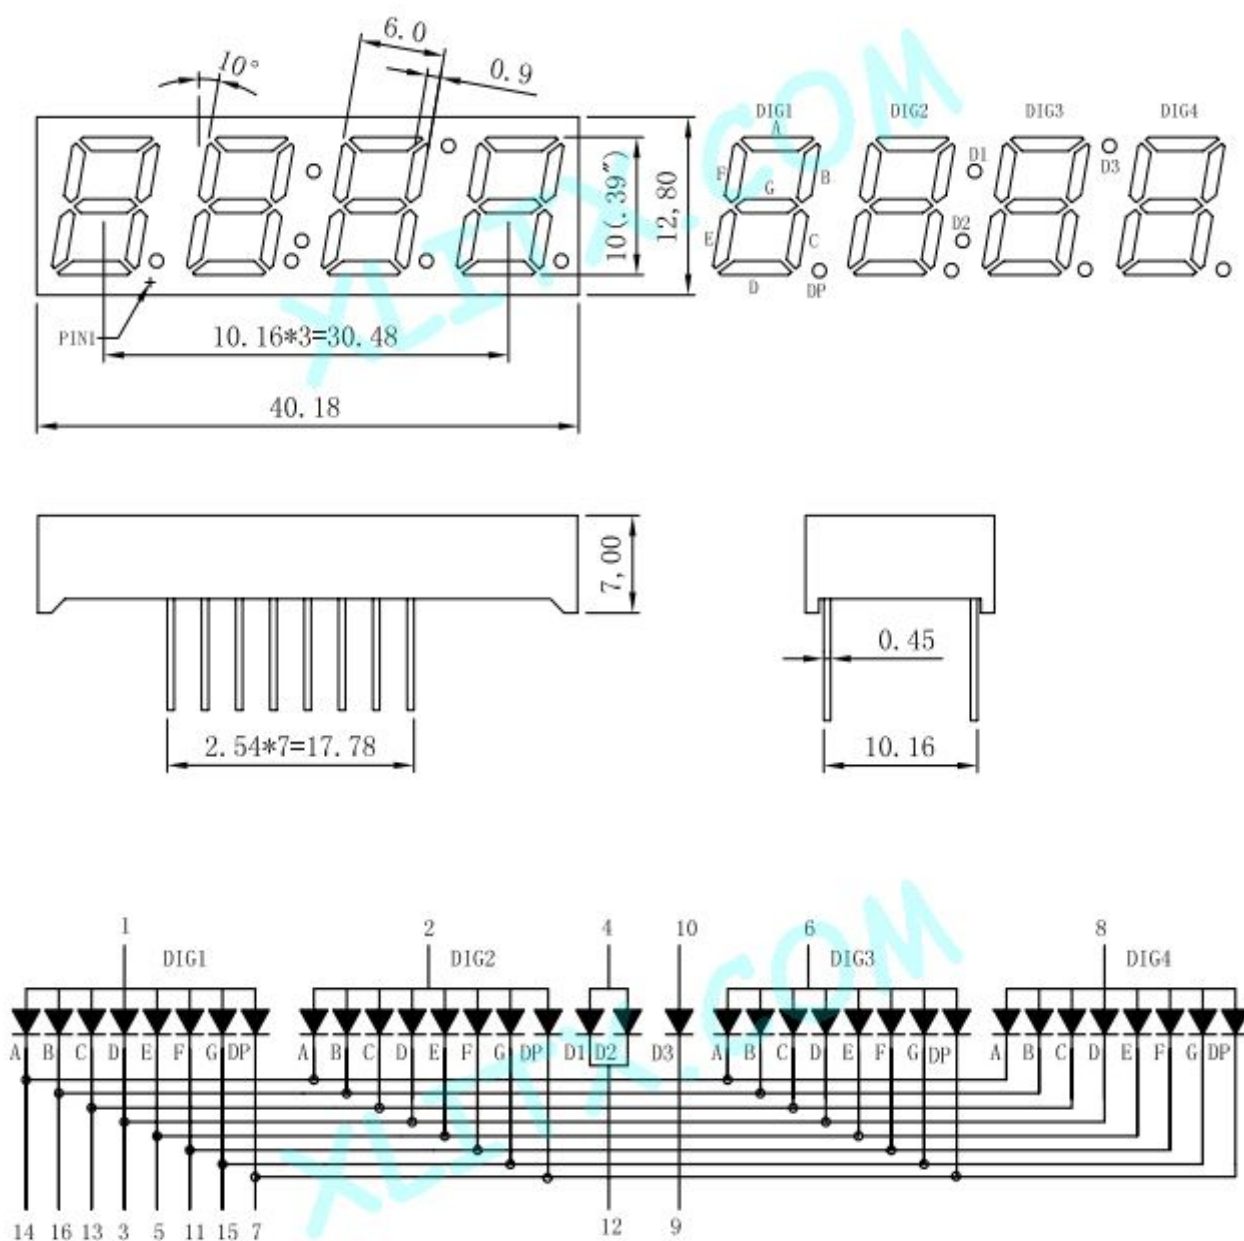 6.0
10°
0.9
10(.39")
12,80
PIN1
10.16*3=30.48
40.18
DIG1 DIG2 DIG3 DIG4
A
D1 D3
F B
G
D2
E C
D DP
7,00
2.54*7=17.78
0.45
10.16
1 2 4 10 6 8
DIG1 DIG2 DIG3 DIG4
A B C D E F G DP A B C D E F G DP D1 D2 D3 A B C D E F G DP A B C D E F G DP
14 16 13 3 5 11 15 7 12 9
XLITX.COM
XLITX.COM